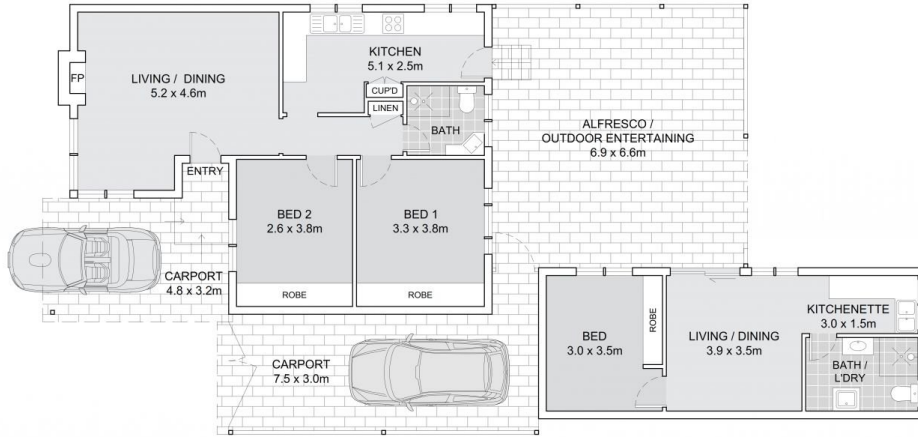 KITCHEN
5.1 x 2.5m
FP
LIVING / DINING
5.2 x 4.6m
CUP'D
LINEN
BATH
ALFRESCO /
OUTDOOR ENTERTAINING
6.9 x 6.6m
ENTRY
BED 2
2.6 x 3.8m
BED 1
3.3 x 3.8m
CARPORT
4.8 x 3.2m
ROBE
ROBE
CARPORT
7.5 x 3.0m
BED
3.0 x 3.5m
ROBE
LIVING / DINING
3.9 x 3.5m
KITCHENETTE
3.0 x 1.5m
BATH /
L'DRY